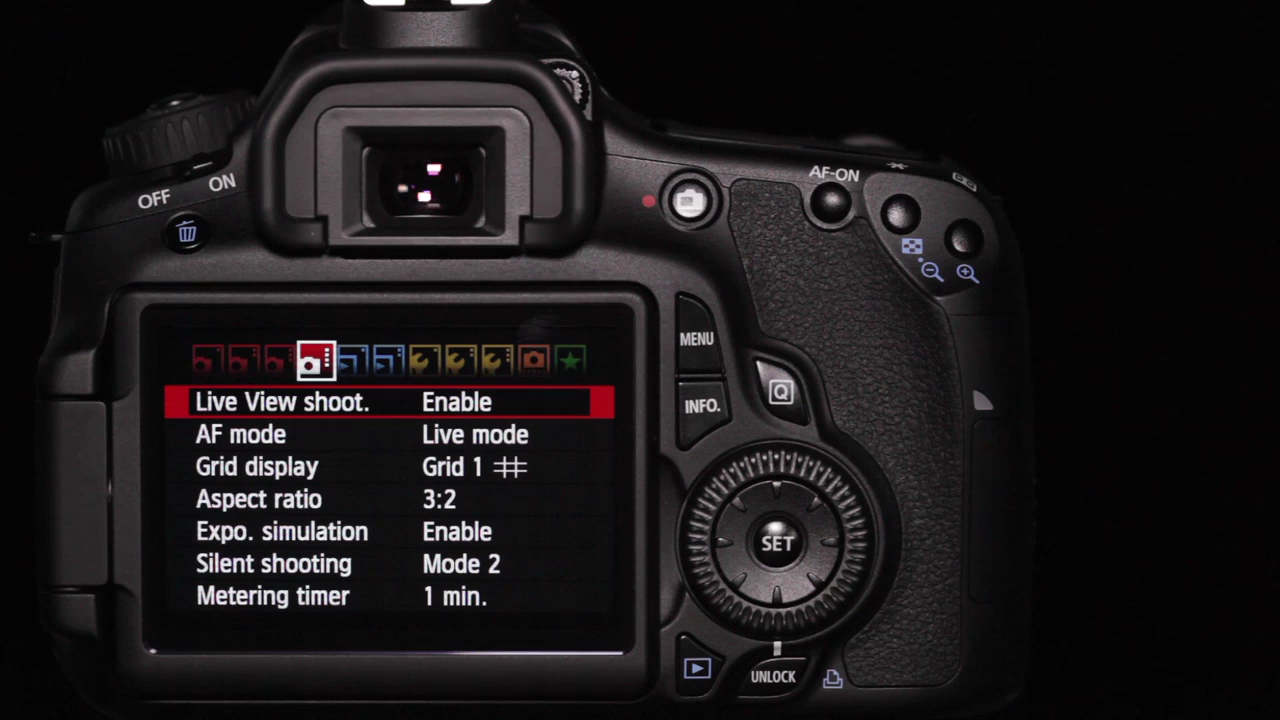 AF-ON
OFF ON
MENU
INFO.
Q
Live View shoot. Enable
AF mode Live mode
Grid display Grid 1
Aspect ratio 3:2
Expo. simulation Enable
Silent shooting Mode 2
Metering timer 1 min.
SET
UNLOCK